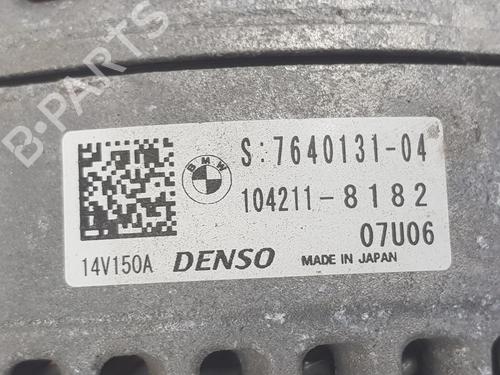 B-PARTS
BMW
S:7640131-04
104211-8182
07U06
14V150A DENSO MADE IN JAPAN